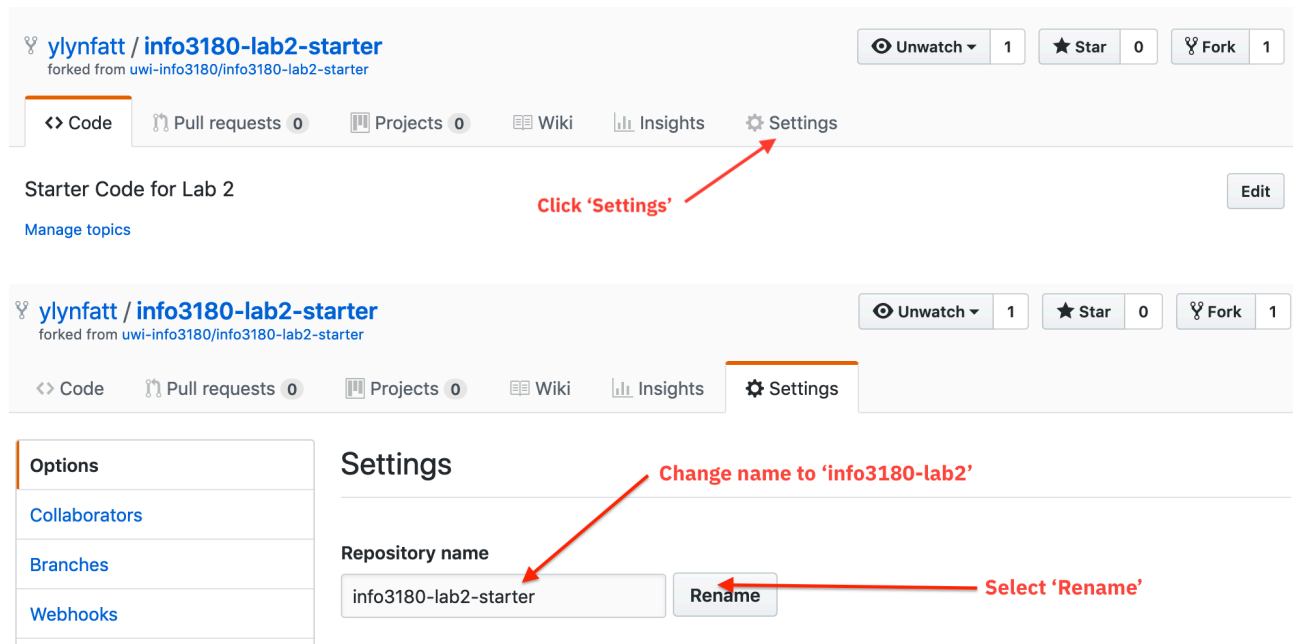 ylynfatt / info3180-lab2-starter
forked from uwi-info3180/info3180-lab2-starter
Unwatch 1 Star 0 Fork 1
<> Code Pull requests 0 Projects 0 Wiki Insights Settings
Starter Code for Lab 2
Edit
Click ‘Settings’
Manage topics
ylynfatt / info3180-lab2-starter
forked from uwi-info3180/info3180-lab2-starter
Unwatch 1 Star 0 Fork 1
<> Code Pull requests 0 Projects 0 Wiki Insights Settings
Options
Collaborators
Branches
Webhooks
Settings
Change name to ‘info3180-lab2’
Repository name
info3180-lab2-starter
Rename
Select ‘Rename’